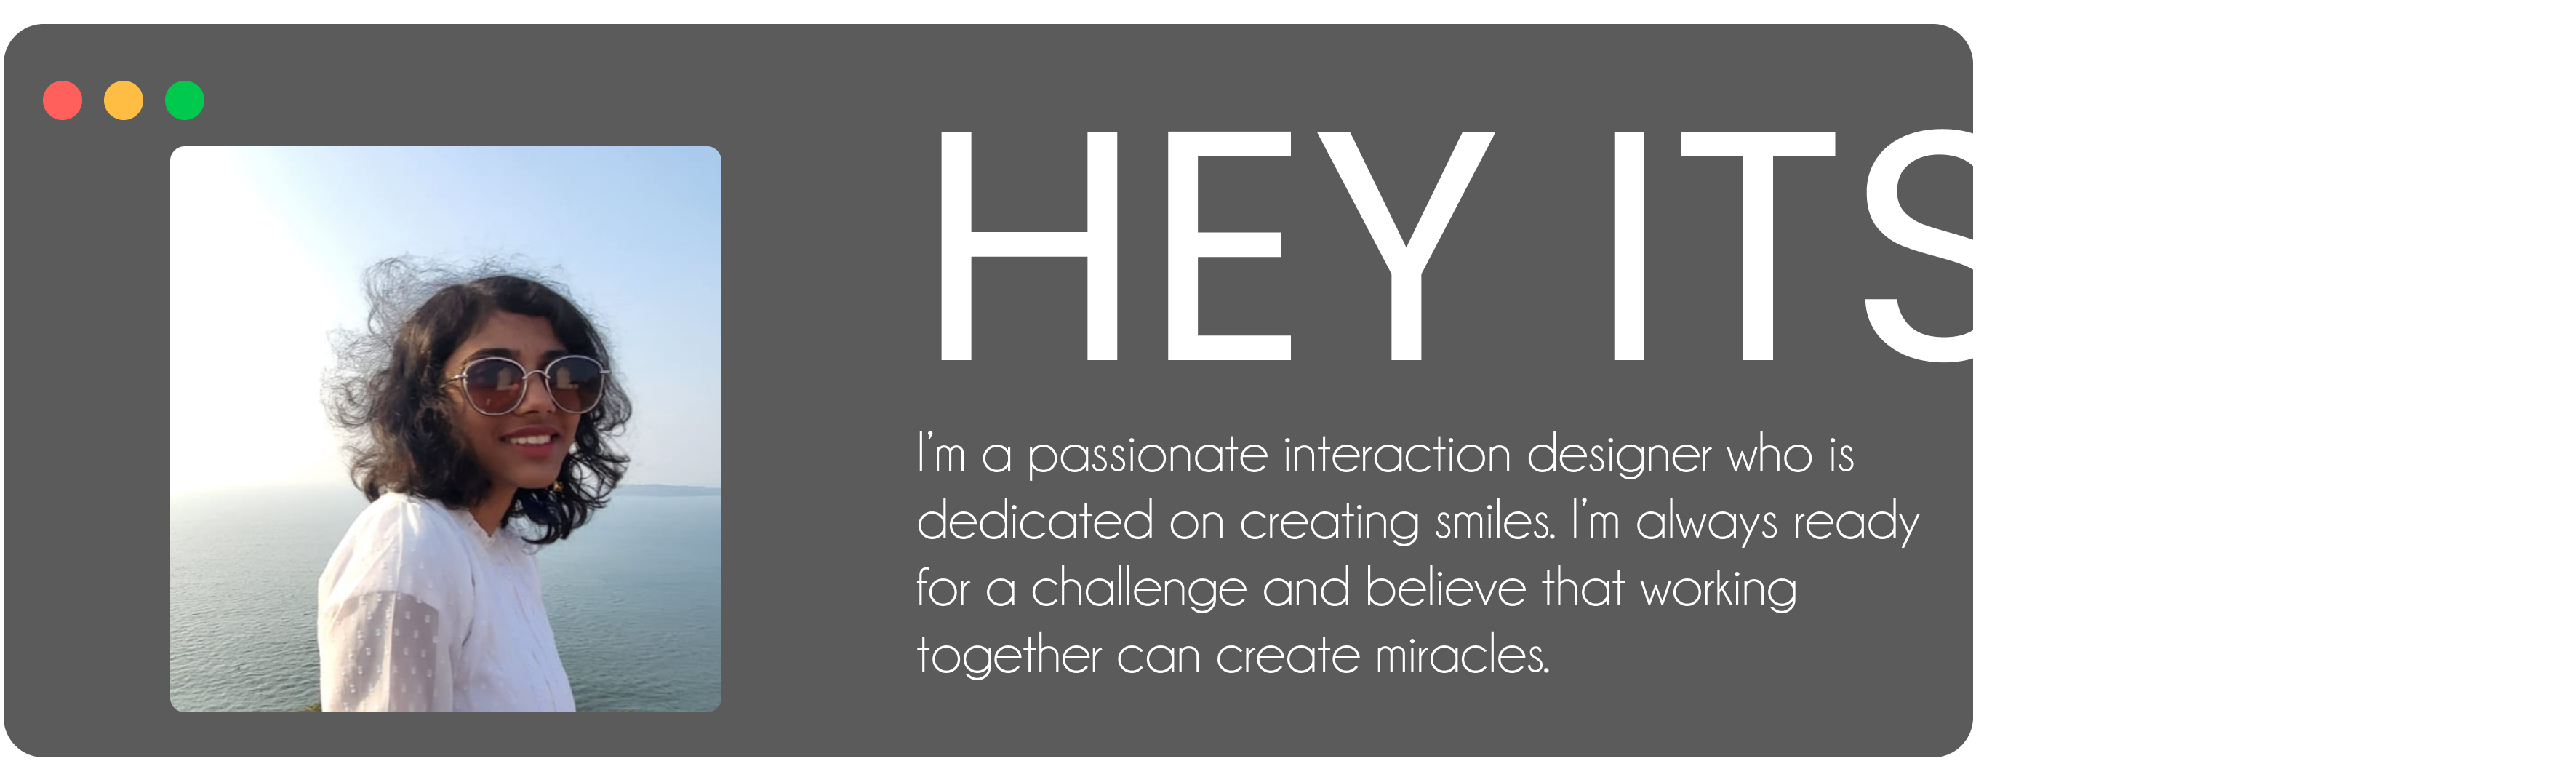 HEY ITS
I'm a passionate interaction designer who is
dedicated on creating smiles. I'm always ready
for a challenge and believe that working
together can create miracles.